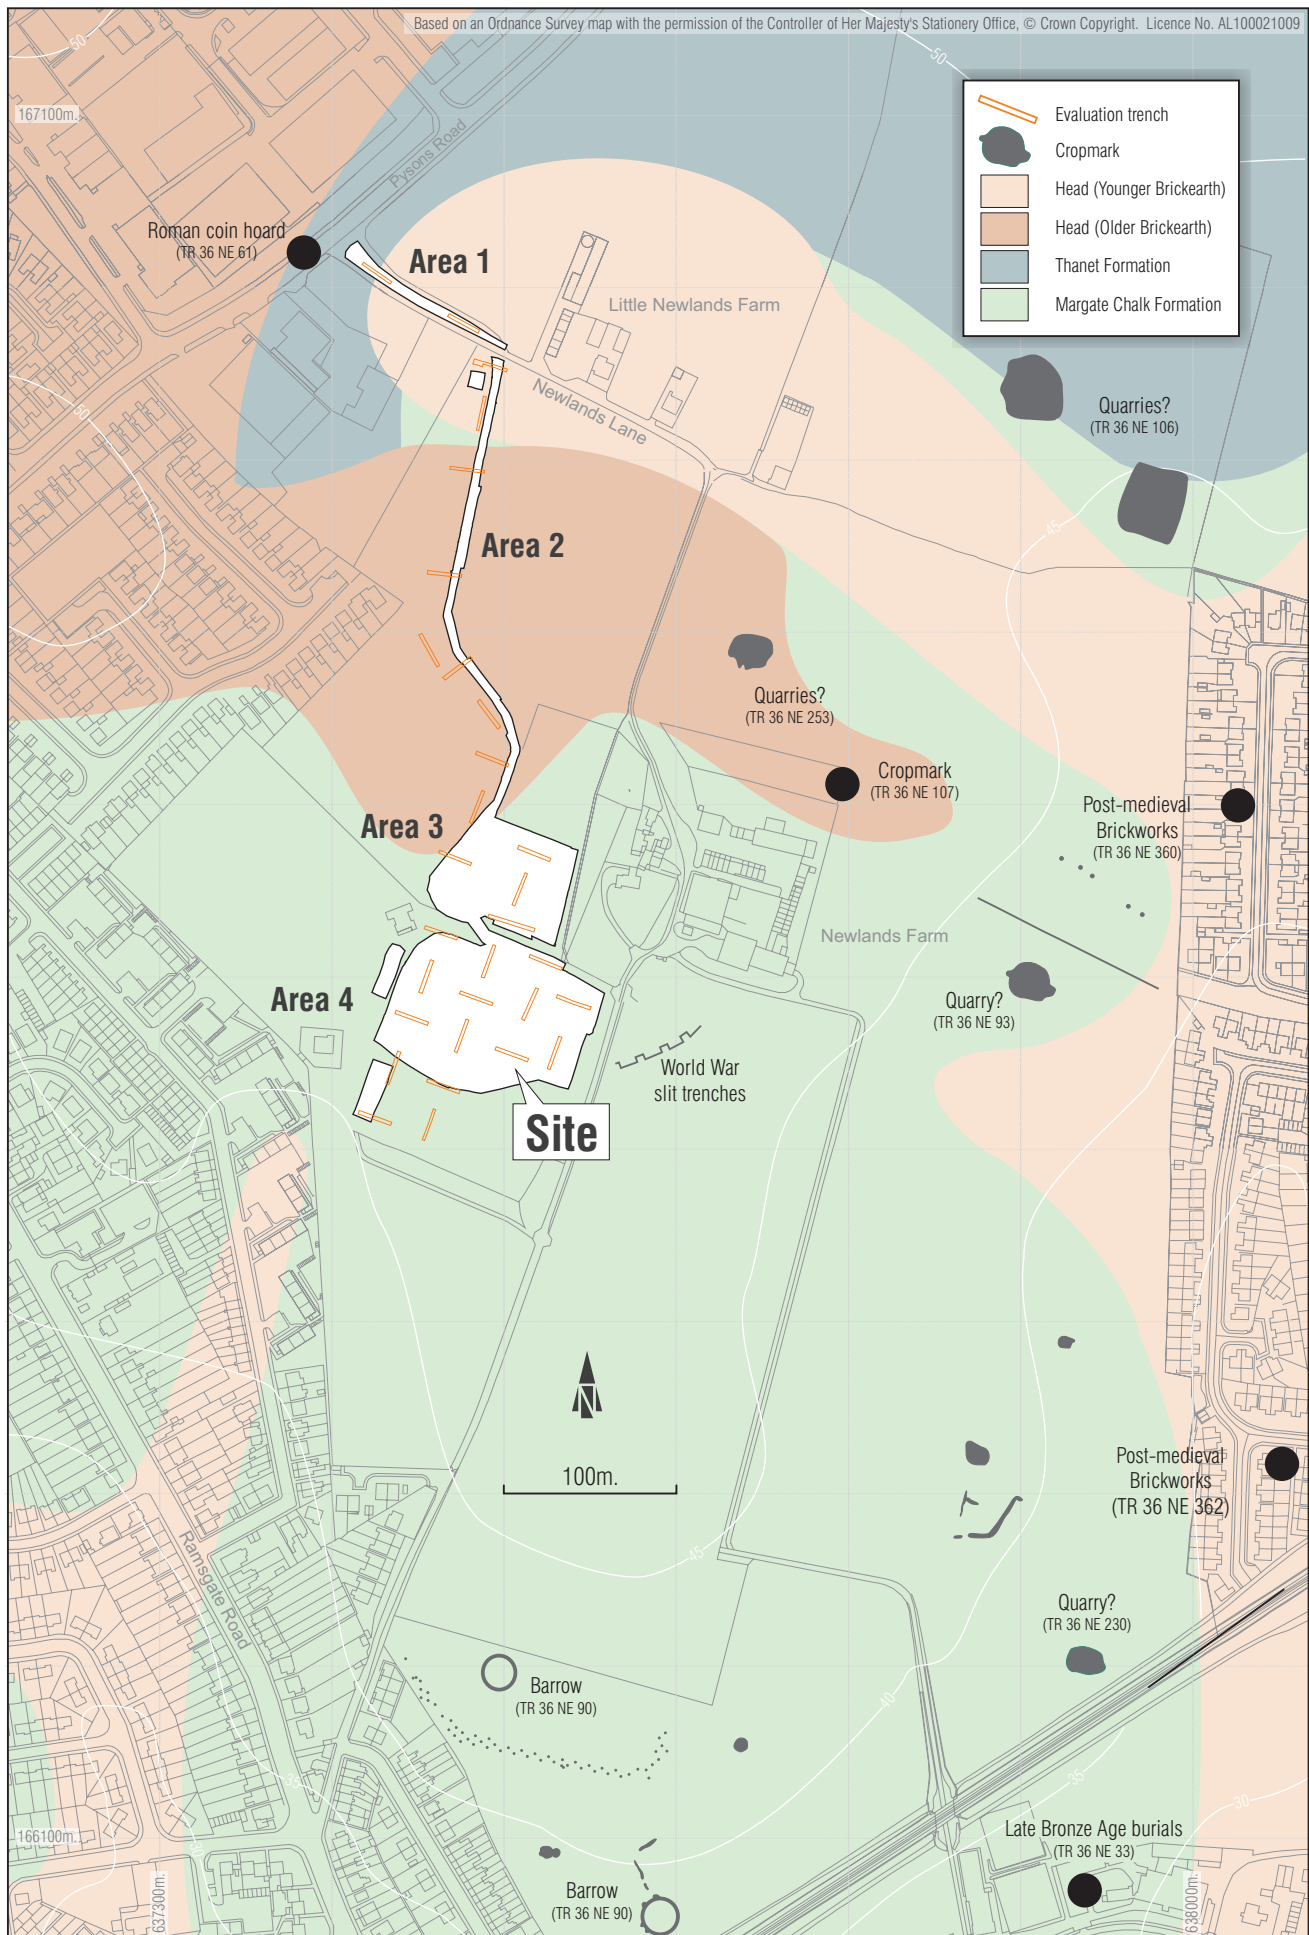 Based on an Ordnance Survey map with the permission of the Controller of Her Majesty's Stationery Office, © Crown Copyright. Licence No. AL100021009
50
50
167100m.
Pysons Road
Evaluation trench
Cropmark
Head (Younger Brickearth)
Head (Older Brickearth)
Thanet Formation
Margate Chalk Formation
Roman coin hoard
(TR 36 NE 61)
Area 1
Little Newlands Farm
Newlands Lane
50
Quarries?
(TR 36 NE 106)
45
Area 2
Quarries?
(TR 36 NE 253)
Cropmark
(TR 36 NE 107)
Area 3
Post-medieval
Brickworks
(TR 36 NE 360)
Newlands Farm
Area 4
Quarry?
(TR 36 NE 93)
World War
slit trenches
Site
N
100m.
Post-medieval
Brickworks
(TR 36 NE 362)
Ramsgate Road
45
Quarry?
(TR 36 NE 230)
Barrow
(TR 36 NE 90)
40
35
35
30
Late Bronze Age burials
(TR 36 NE 33)
166100m.
30
Barrow
(TR 36 NE 90)
637300m.
638000m.